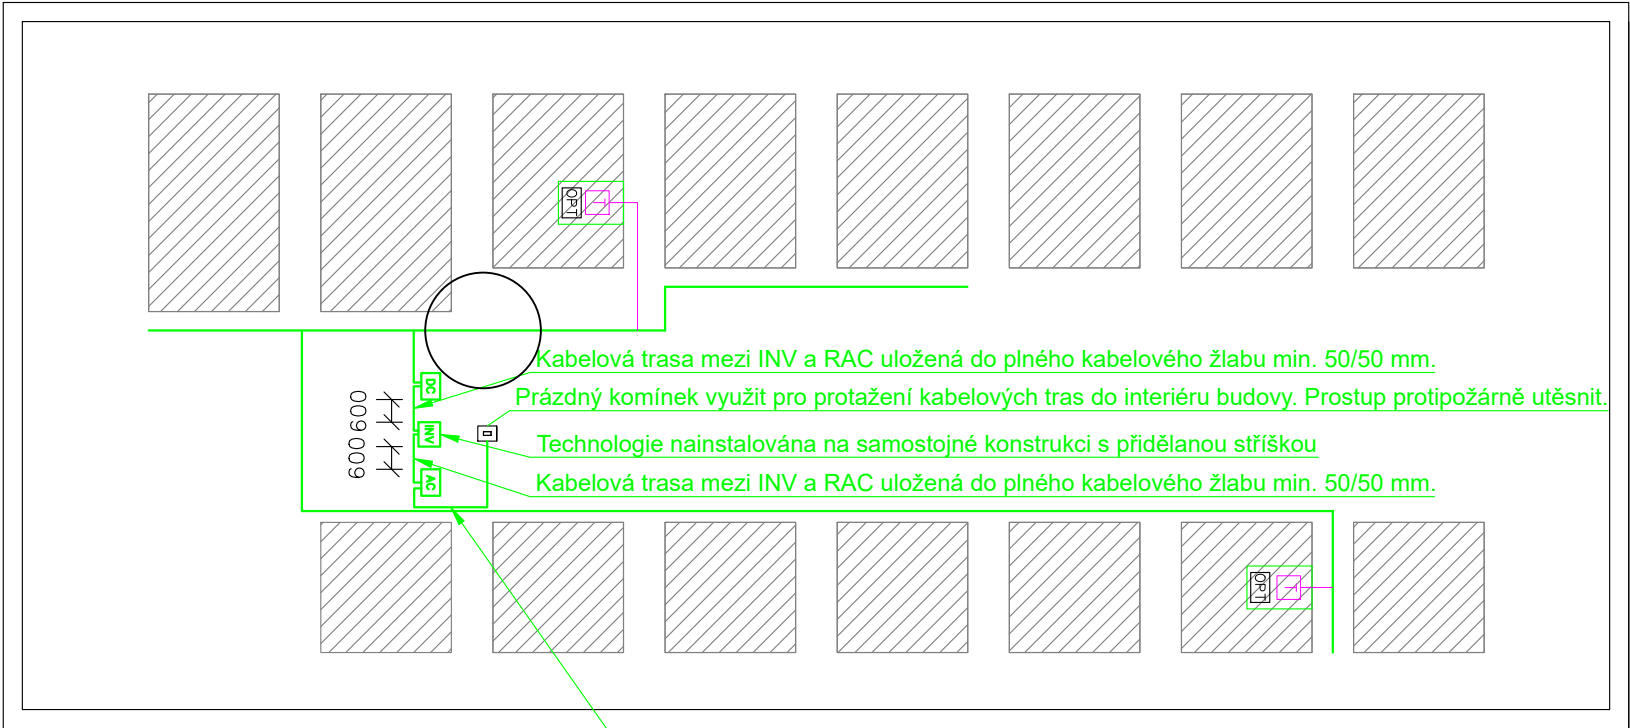 OPT T
Kabelová trasa mezi INV a RAC uložená do plného kabelového žlabu min. 50/50 mm.
DC
600
Prázdný komínek využit pro protažení kabelových tras do interiéru budovy. Prostup protipožárně utěsnit.
INV
Technologie nainstalována na samostojné konstrukci s přidělanou stříškou
600
AC
Kabelová trasa mezi INV a RAC uložená do plného kabelového žlabu min. 50/50 mm.
OPT T